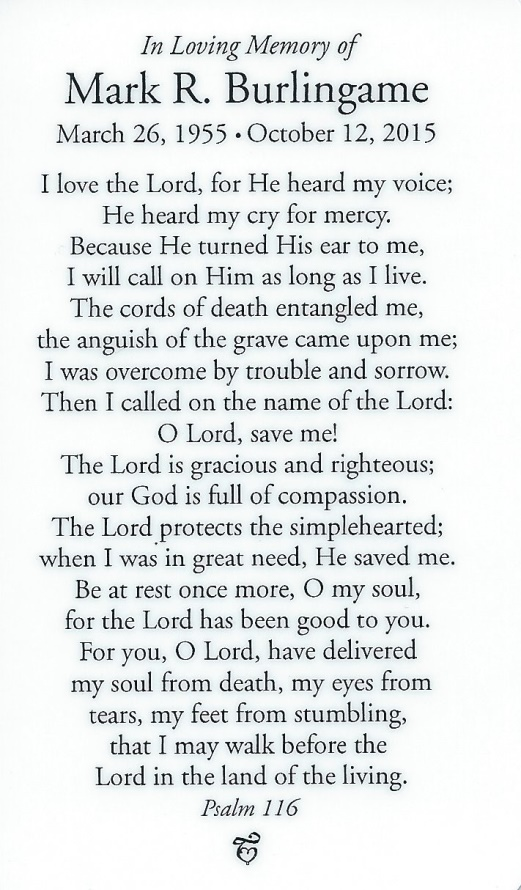 In Loving Memory of
Mark R. Burlingame
March 26, 1955 • October 12, 2015
I love the Lord, for He heard my voice;
He heard my cry for mercy.
Because He turned His ear to me,
I will call on Him as long as I live.
The cords of death entangled me,
the anguish of the grave came upon me;
I was overcome by trouble and sorrow.
Then I called on the name of the Lord:
O Lord, save me!
The Lord is gracious and righteous;
our God is full of compassion.
The Lord protects the simplehearted;
when I was in great need, He saved me.
Be at rest once more, O my soul,
for the Lord has been good to you.
For you, O Lord, have delivered
my soul from death, my eyes from
tears, my feet from stumbling,
that I may walk before the
Lord in the land of the living.
Psalm 116